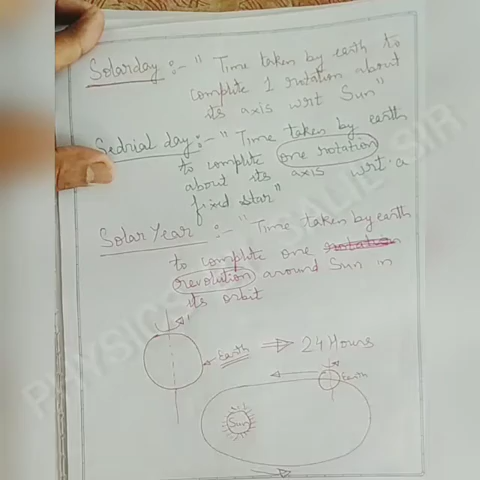 Solar day :- " Time taken by earth to
complete 1 rotation about
its axis wrt Sun"
Sedrial day :- " Time taken by earth
to complete one rotation
about its axis wrt a
fixed star"
Solar Year :- " Time taken by earth
to complete one rotation
revolution around Sun in
its orbit
Earth ⇒ 24 Hours
Earth
Sun